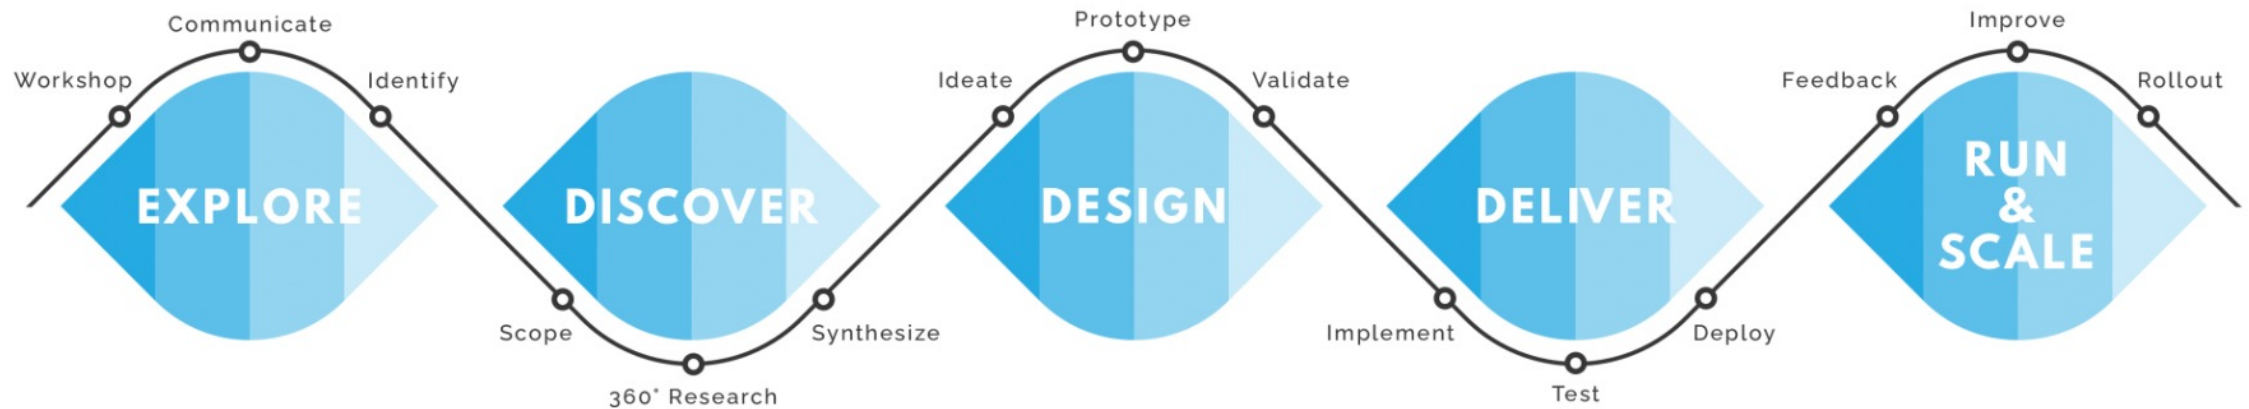 Workshop
Communicate
Identify
EXPLORE
Scope
360° Research
Synthesize
DISCOVER
Ideate
Prototype
Validate
DESIGN
Implement
Test
Deploy
DELIVER
Feedback
Improve
Rollout
RUN
&
SCALE